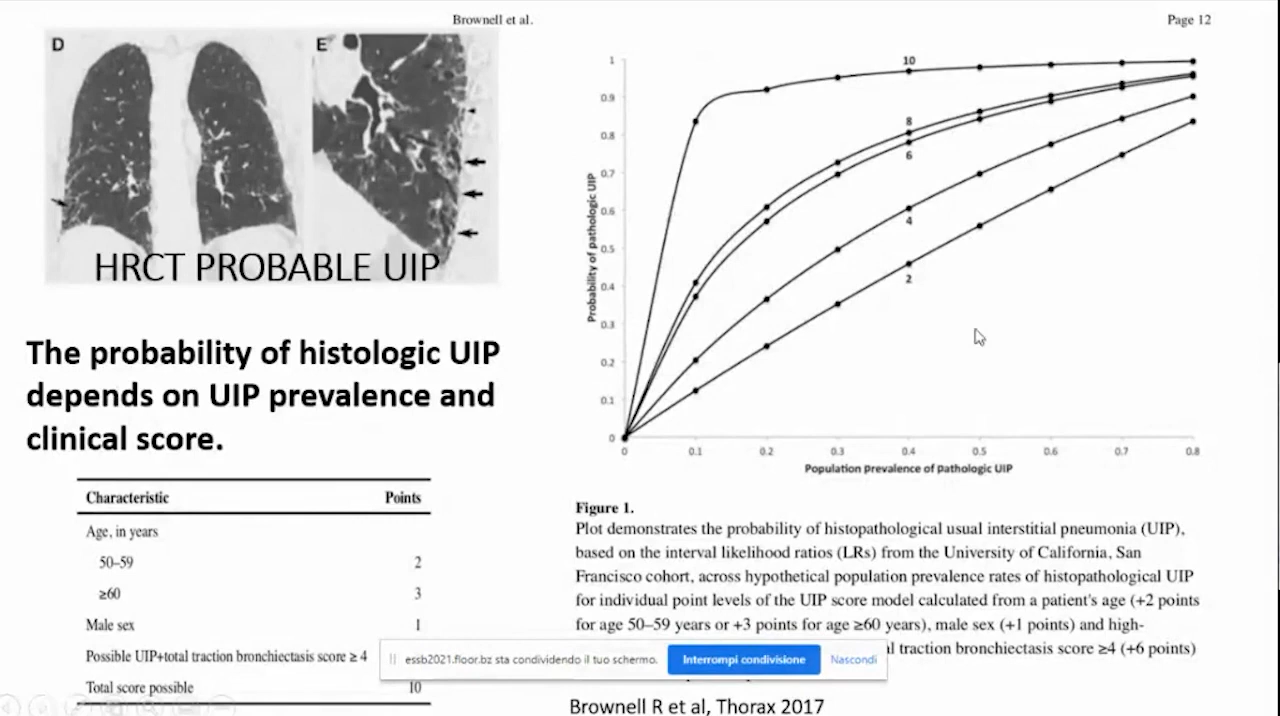 Brownell et al.
Page 12
D
E
HRCT PROBABLE UIP
The probability of histologic UIP
depends on UIP prevalence and
clinical score.
Characteristic Points
Age, in years
50–59 2
≥60 3
Male sex 1
Possible UIP+total traction bronchiectasis score ≥ 4
Total score possible 10
Probability of pathologic UIP
1
0.9
0.8
0.7
0.6
0.5
0.4
0.3
0.2
0.1
0
10
8
6
4
2
0 0.1 0.2 0.3 0.4 0.5 0.6 0.7 0.8
Population prevalence of pathologic UIP
Figure 1.
Plot demonstrates the probability of histopathological usual interstitial pneumonia (UIP),
based on the interval likelihood ratios (LRs) from the University of California, San
Francisco cohort, across hypothetical population prevalence rates of histopathological UIP
for individual point levels of the UIP score model calculated from a patient's age (+2 points
for age 50–59 years or +3 points for age ≥60 years), male sex (+1 points) and high-
al traction bronchiectasis score ≥4 (+6 points)
essb2021.floor.bz sta condividendo il tuo schermo.
Interrompi condivisione
Nascondi
Brownell R et al, Thorax 2017